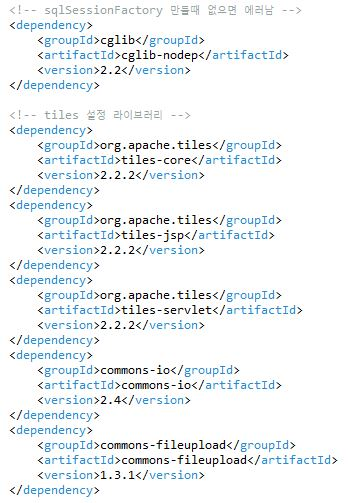 <!-- sqlSessionFactory 만들때 없으면 에러남 -->
<dependency>
    <groupId>cglib</groupId>
    <artifactId>cglib-nodep</artifactId>
    <version>2.2</version>
</dependency>

<!-- tiles 설정 라이브러리 -->
<dependency>
    <groupId>org.apache.tiles</groupId>
    <artifactId>tiles-core</artifactId>
    <version>2.2.2</version>
</dependency>
<dependency>
    <groupId>org.apache.tiles</groupId>
    <artifactId>tiles-jsp</artifactId>
    <version>2.2.2</version>
</dependency>
<dependency>
    <groupId>org.apache.tiles</groupId>
    <artifactId>tiles-servlet</artifactId>
    <version>2.2.2</version>
</dependency>
<dependency>
    <groupId>commons-io</groupId>
    <artifactId>commons-io</artifactId>
    <version>2.4</version>
</dependency>
<dependency>
    <groupId>commons-fileupload</groupId>
    <artifactId>commons-fileupload</artifactId>
    <version>1.3.1</version>
</dependency>